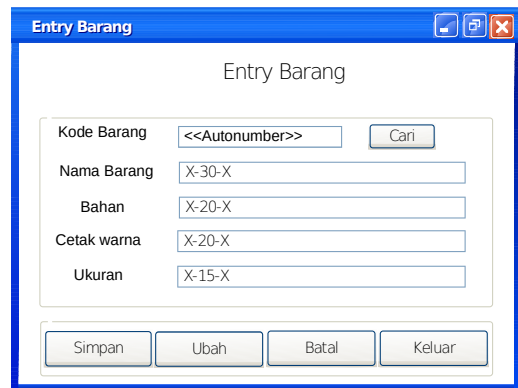 Entry Barang
Entry Barang
Kode Barang <<Autonumber>> Cari
Nama Barang X-30-X
Bahan X-20-X
Cetak warna X-20-X
Ukuran X-15-X
Simpan Ubah Batal Keluar